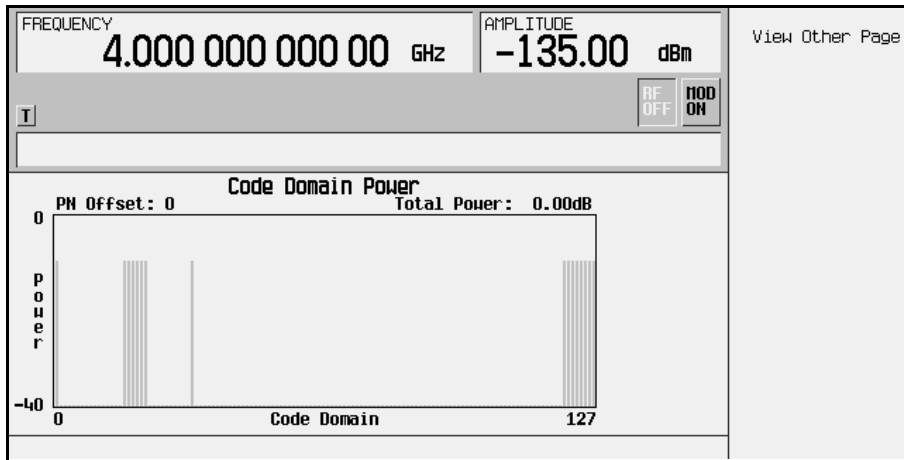 FREQUENCY
4.000 000 000 00 GHz
AMPLITUDE
-135.00 dBm
View Other Page
RF OFF
MOD ON
T
Code Domain Power
PN Offset: 0
Total Power: 0.00dB
0
Power
-40
0
Code Domain
127